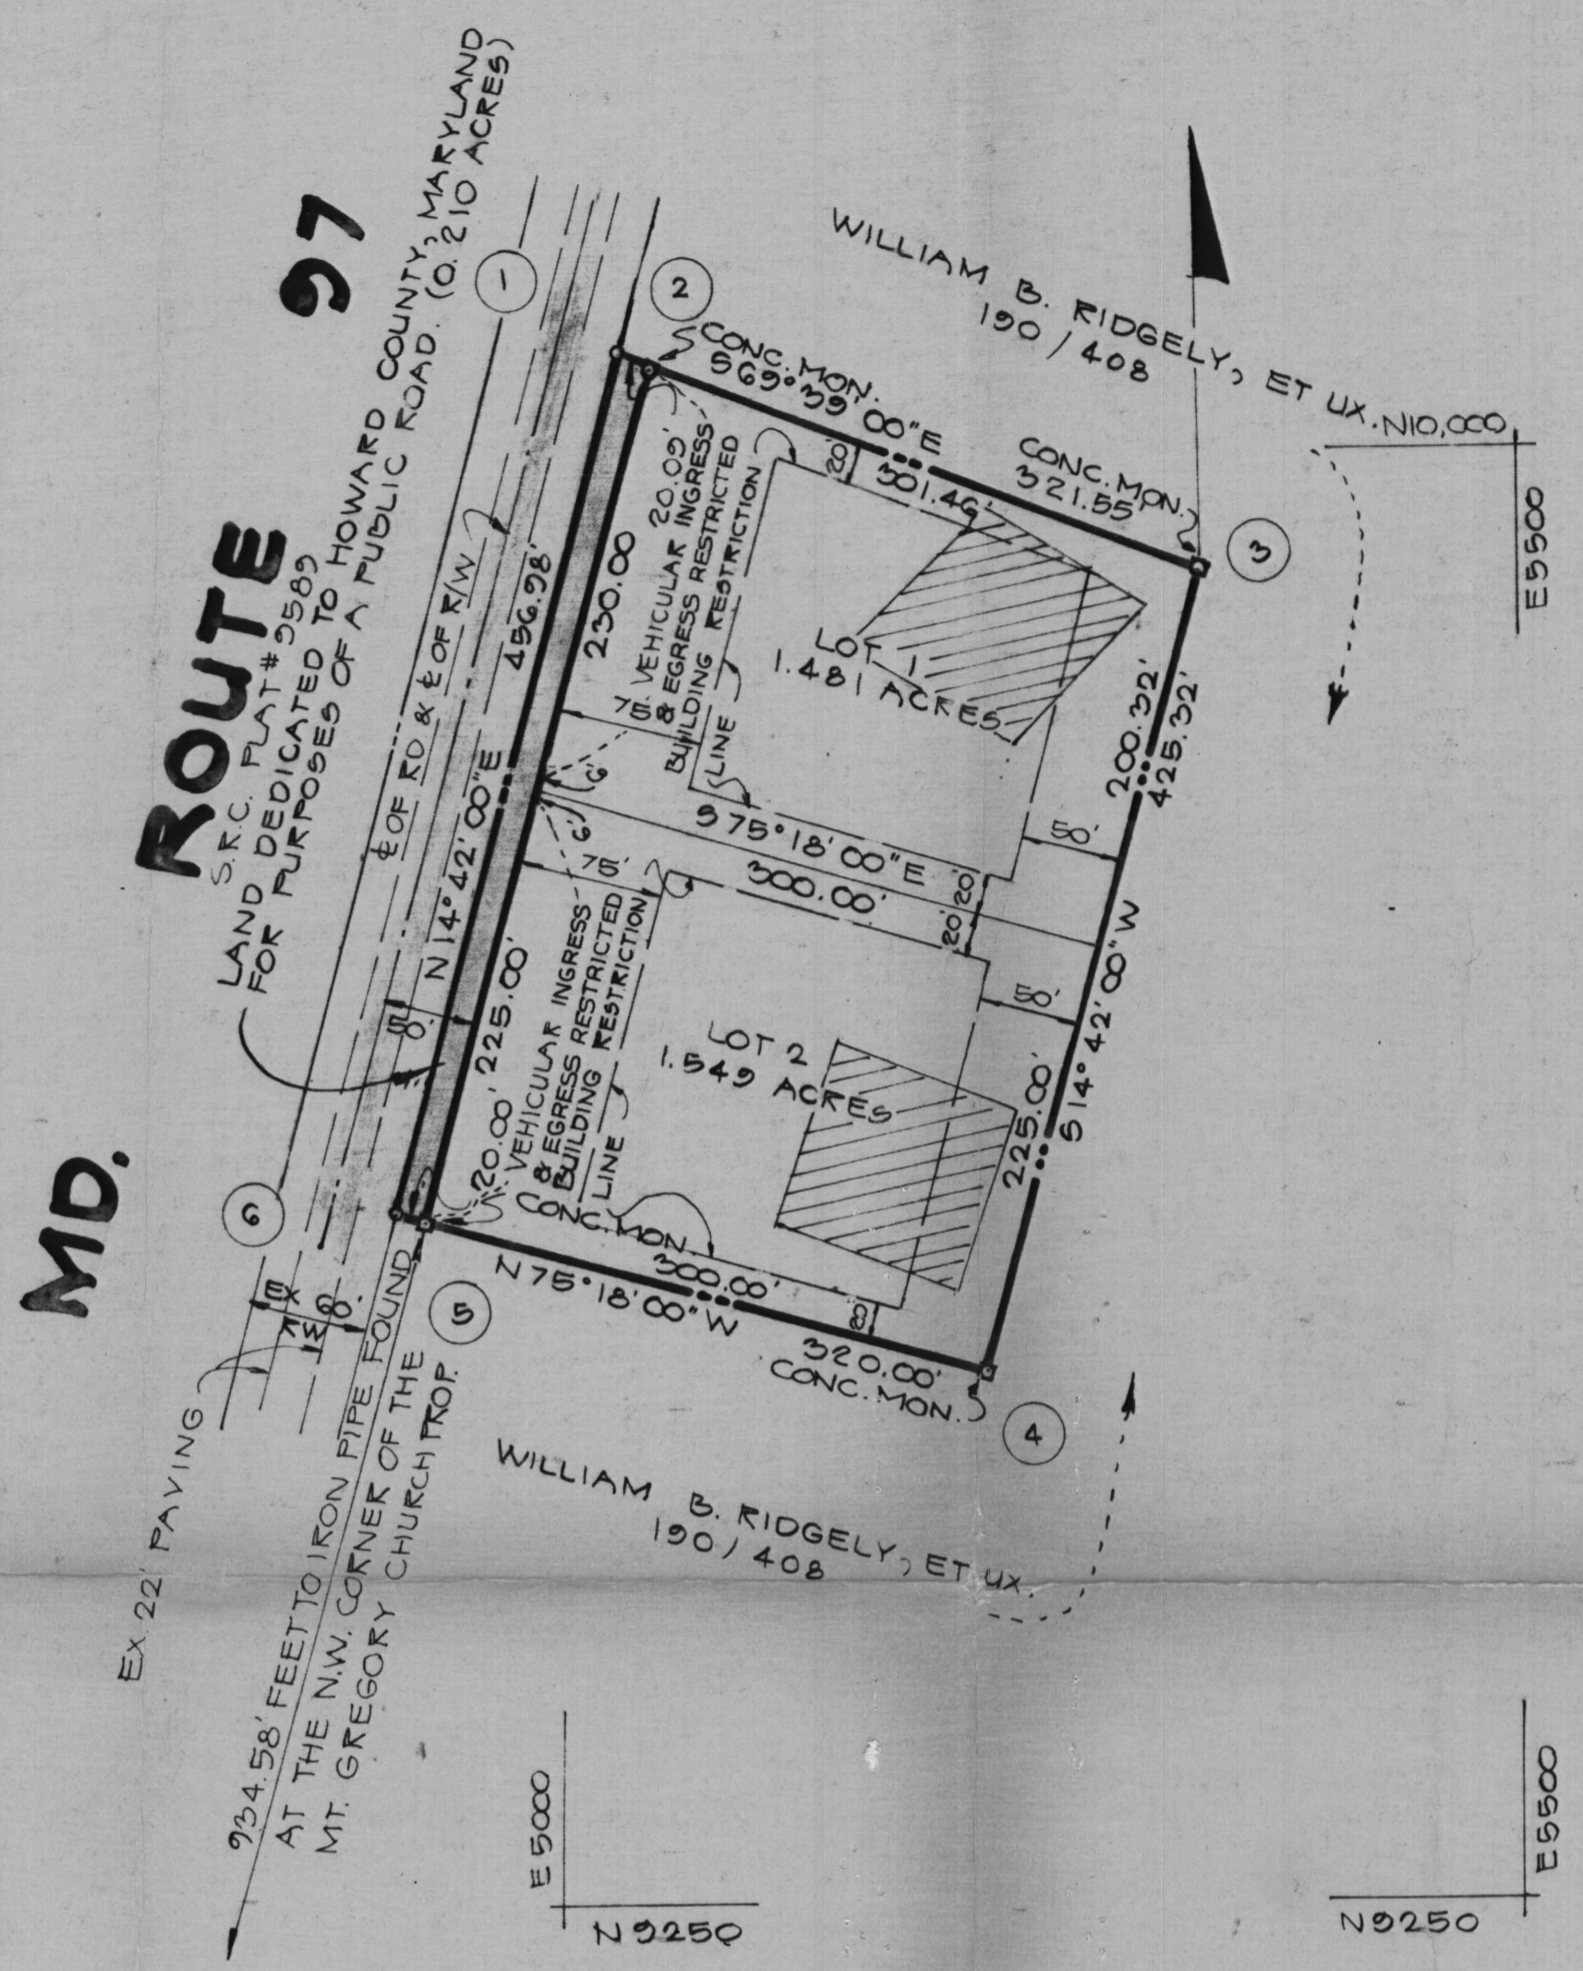 MD. ROUTE 97
S.R.C. PLAT # 9589
LAND DEDICATED TO HOWARD COUNTY, MARYLAND
FOR PURPOSES OF A PUBLIC ROAD. (0.210 ACRES)
℄ OF RD & ℄ OF R/W
1
2
CONC. MON.
S69°39'00"E
301.46'
CONC. MON.
321.55'
3
WILLIAM B. RIDGELY, ET UX.
190 / 408
N10,000
E5500
456.98'
N14°42'00"E
230.00
20.09'
VEHICULAR INGRESS
& EGRESS RESTRICTED
BUILDING RESTRICTION
LINE
20'
75'
LOT 1
1.481 ACRES
200.32'
425.32'
50'
6'
6'
S75°18'00"E
300.00'
20'
20'
75'
50'
S14°42'00"W
225.00'
225.00'
20.00'
VEHICULAR INGRESS
& EGRESS RESTRICTED
BUILDING RESTRICTION
LINE
50'
LOT 2
1.549 ACRES
CONC. MON.
300.00'
N75°18'00"W
20'
320.00'
CONC. MON.
4
5
6
EX. 60'
R/W
EX. 22' PAVING
WILLIAM B. RIDGELY, ET UX.
190 / 408
934.58' FEET TO IRON PIPE FOUND
AT THE N.W. CORNER OF THE
MT. GREGORY CHURCH PROP.
E5000
N9250
E5500
N9250